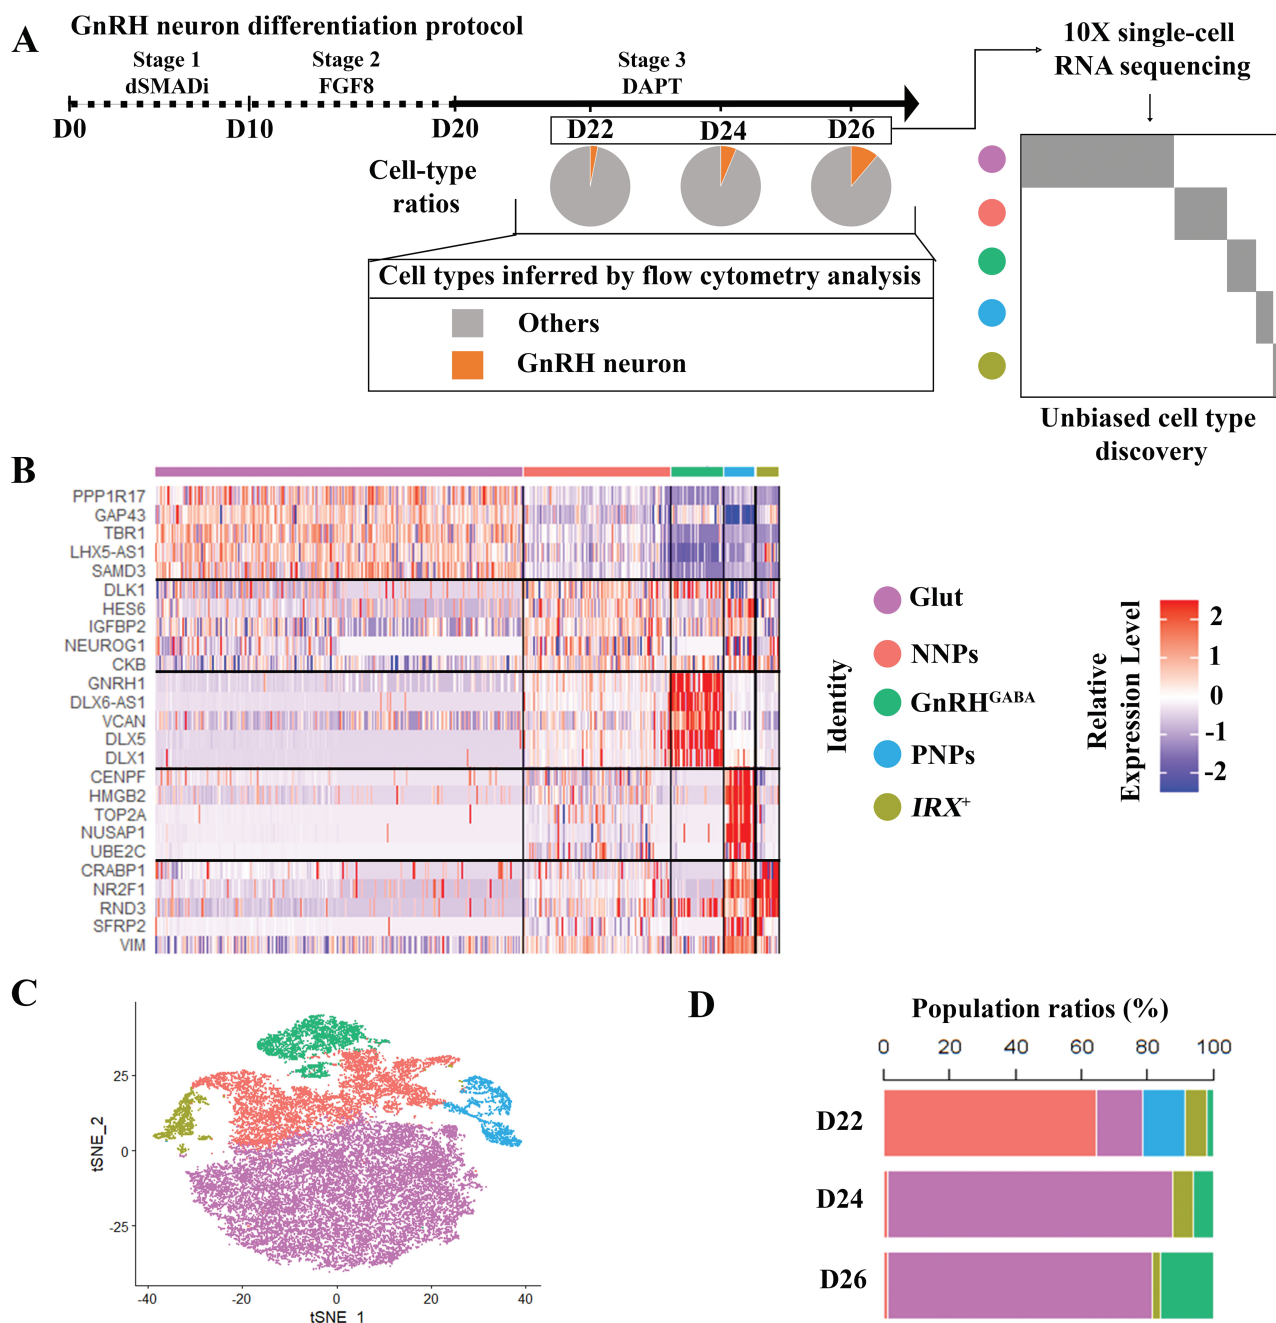 A
GnRH neuron differentiation protocol
Stage 1
dSMADi
Stage 2
FGF8
Stage 3
DAPT
D0
D10
D20
D22
D24
D26
Cell-type
ratios
Cell types inferred by flow cytometry analysis
Others
GnRH neuron
10X single-cell
RNA sequencing
Unbiased cell type
discovery
B
PPP1R17
GAP43
TBR1
LHX5-AS1
SAMD3
DLK1
HES6
IGFBP2
NEUROG1
CKB
GNRH1
DLX6-AS1
VCAN
DLX5
DLX1
CENPF
HMGB2
TOP2A
NUSAP1
UBE2C
CRABP1
NR2F1
RND3
SFRP2
VIM
Identity
Glut
NNPs
GnRHGABA
PNPs
IRX+
Relative
Expression Level
2
1
0
-1
-2
C
tSNE_2
25
0
-25
-40
-20
0
20
40
tSNE_1
D
Population ratios (%)
0
20
40
60
80
100
D22
D24
D26